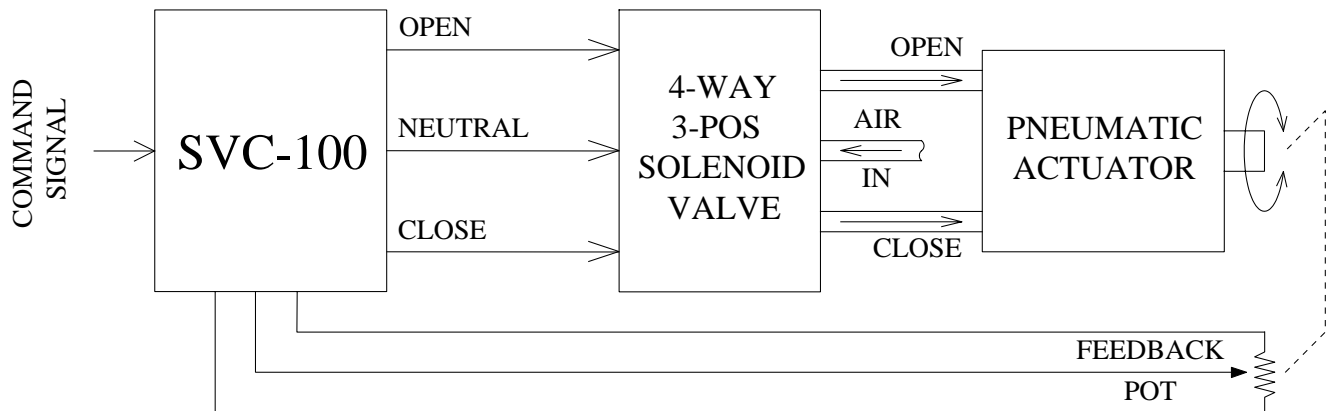 COMMAND
SIGNAL
SVC-100
OPEN
NEUTRAL
CLOSE
4-WAY
3-POS
SOLENOID
VALVE
OPEN
AIR
IN
CLOSE
PNEUMATIC
ACTUATOR
FEEDBACK
POT